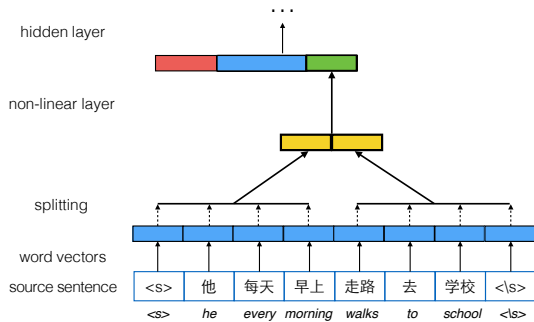 ...
hidden layer
non-linear layer
splitting
word vectors
source sentence <s> 他 每天 早上 走路 去 学校 <\s>
<s> he every morning walks to school <\s>